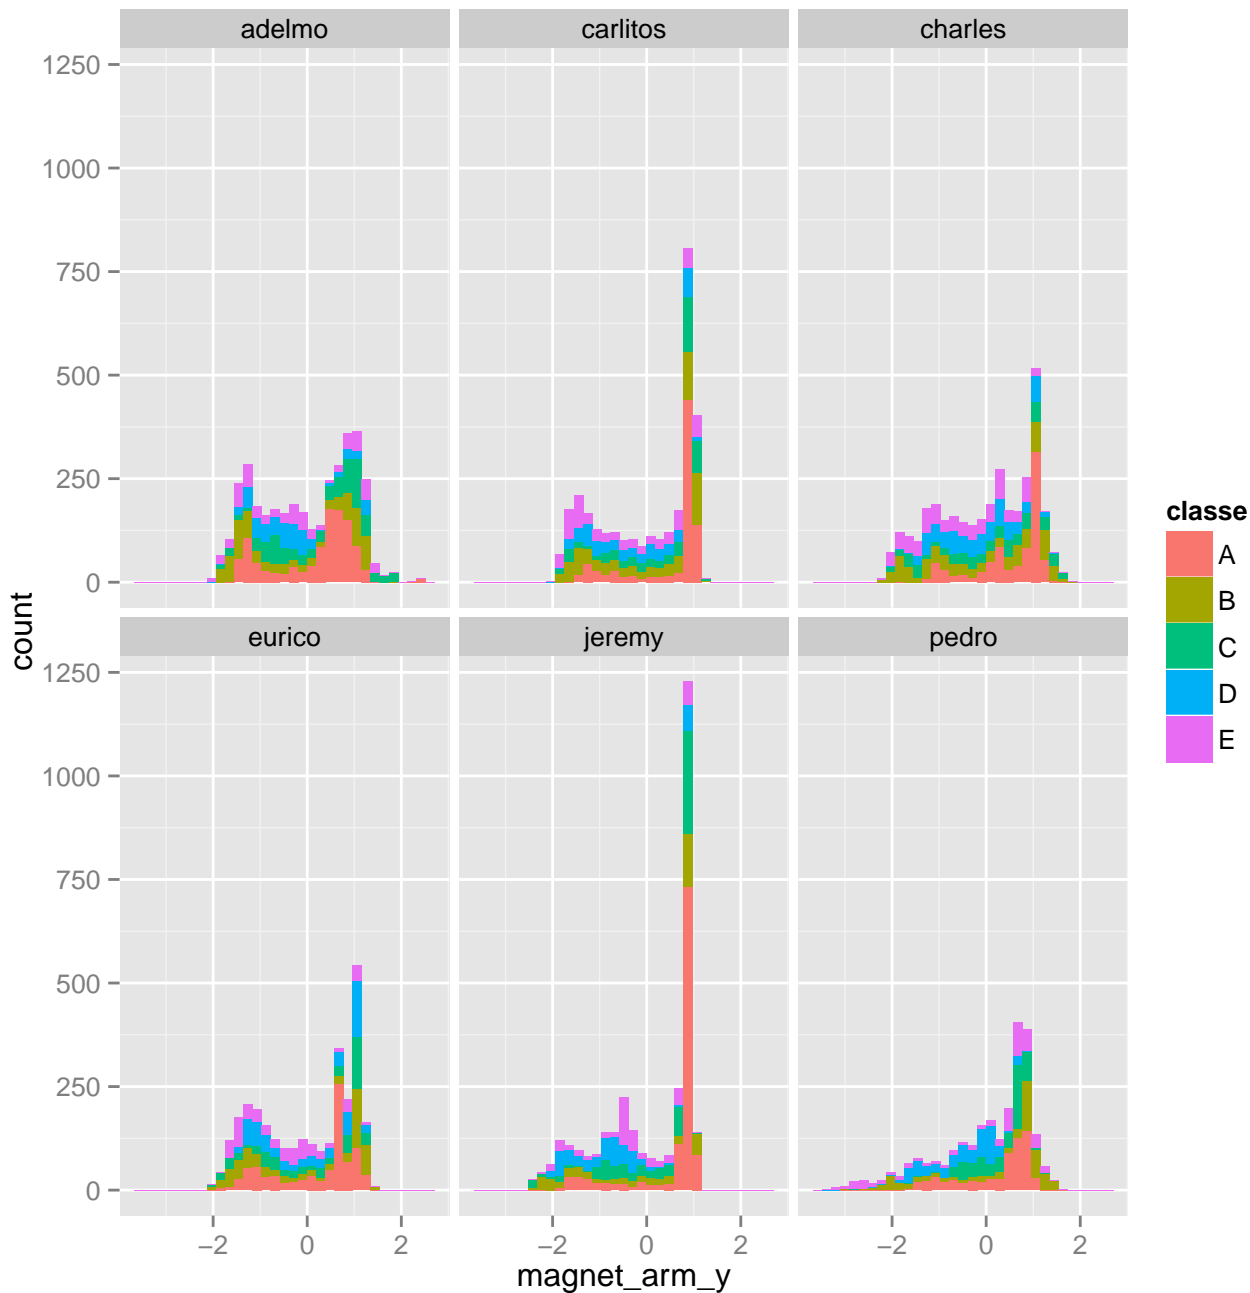 adelmo carlitos charles
1250
1000
750
500
250
0
count
eurico jeremy pedro
1250
1000
750
500
250
0
−2 0 2 −2 0 2 −2 0 2
magnet_arm_y
classe
A
B
C
D
E